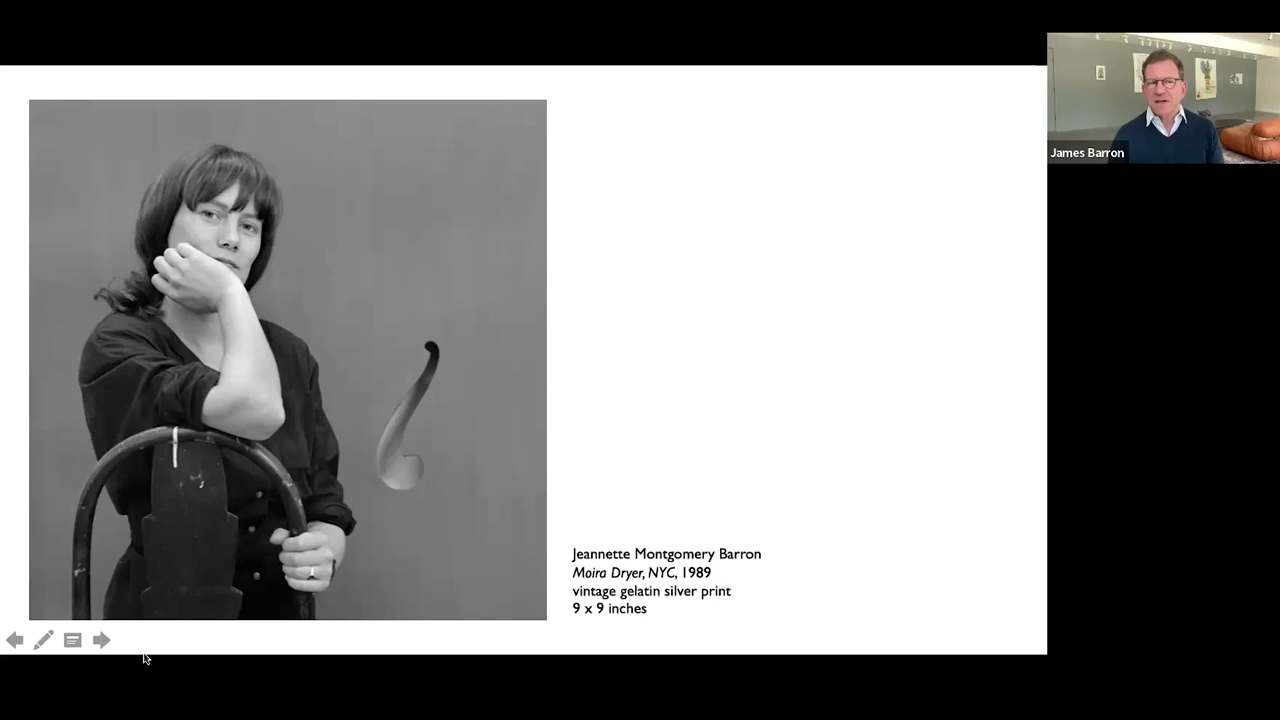 James Barron
Jeannette Montgomery Barron
Moira Dryer, NYC, 1989
vintage gelatin silver print
9 x 9 inches